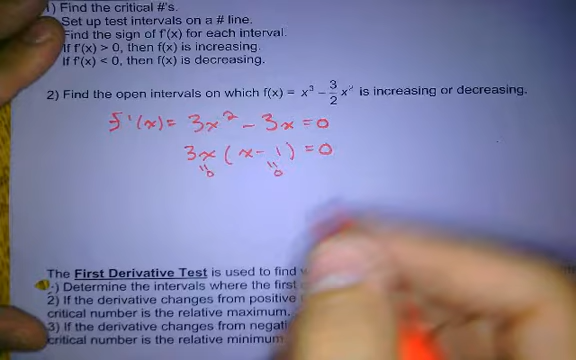 1) Find the critical #'s.
Set up test intervals on a # line.
Find the sign of f'(x) for each interval.
If f'(x) > 0, then f(x) is increasing.
If f'(x) < 0, then f(x) is decreasing.
2) Find the open intervals on which f(x) = x³ − 3/2 x² is increasing or decreasing.
f'(x) = 3x² − 3x = 0
3x (x − 1) = 0
"0 "0
The First Derivative Test is used to find
) Determine the intervals where the first
2) If the derivative changes from positive
critical number is the relative maximum.
3) If the derivative changes from negati
critical number is the relative minimum